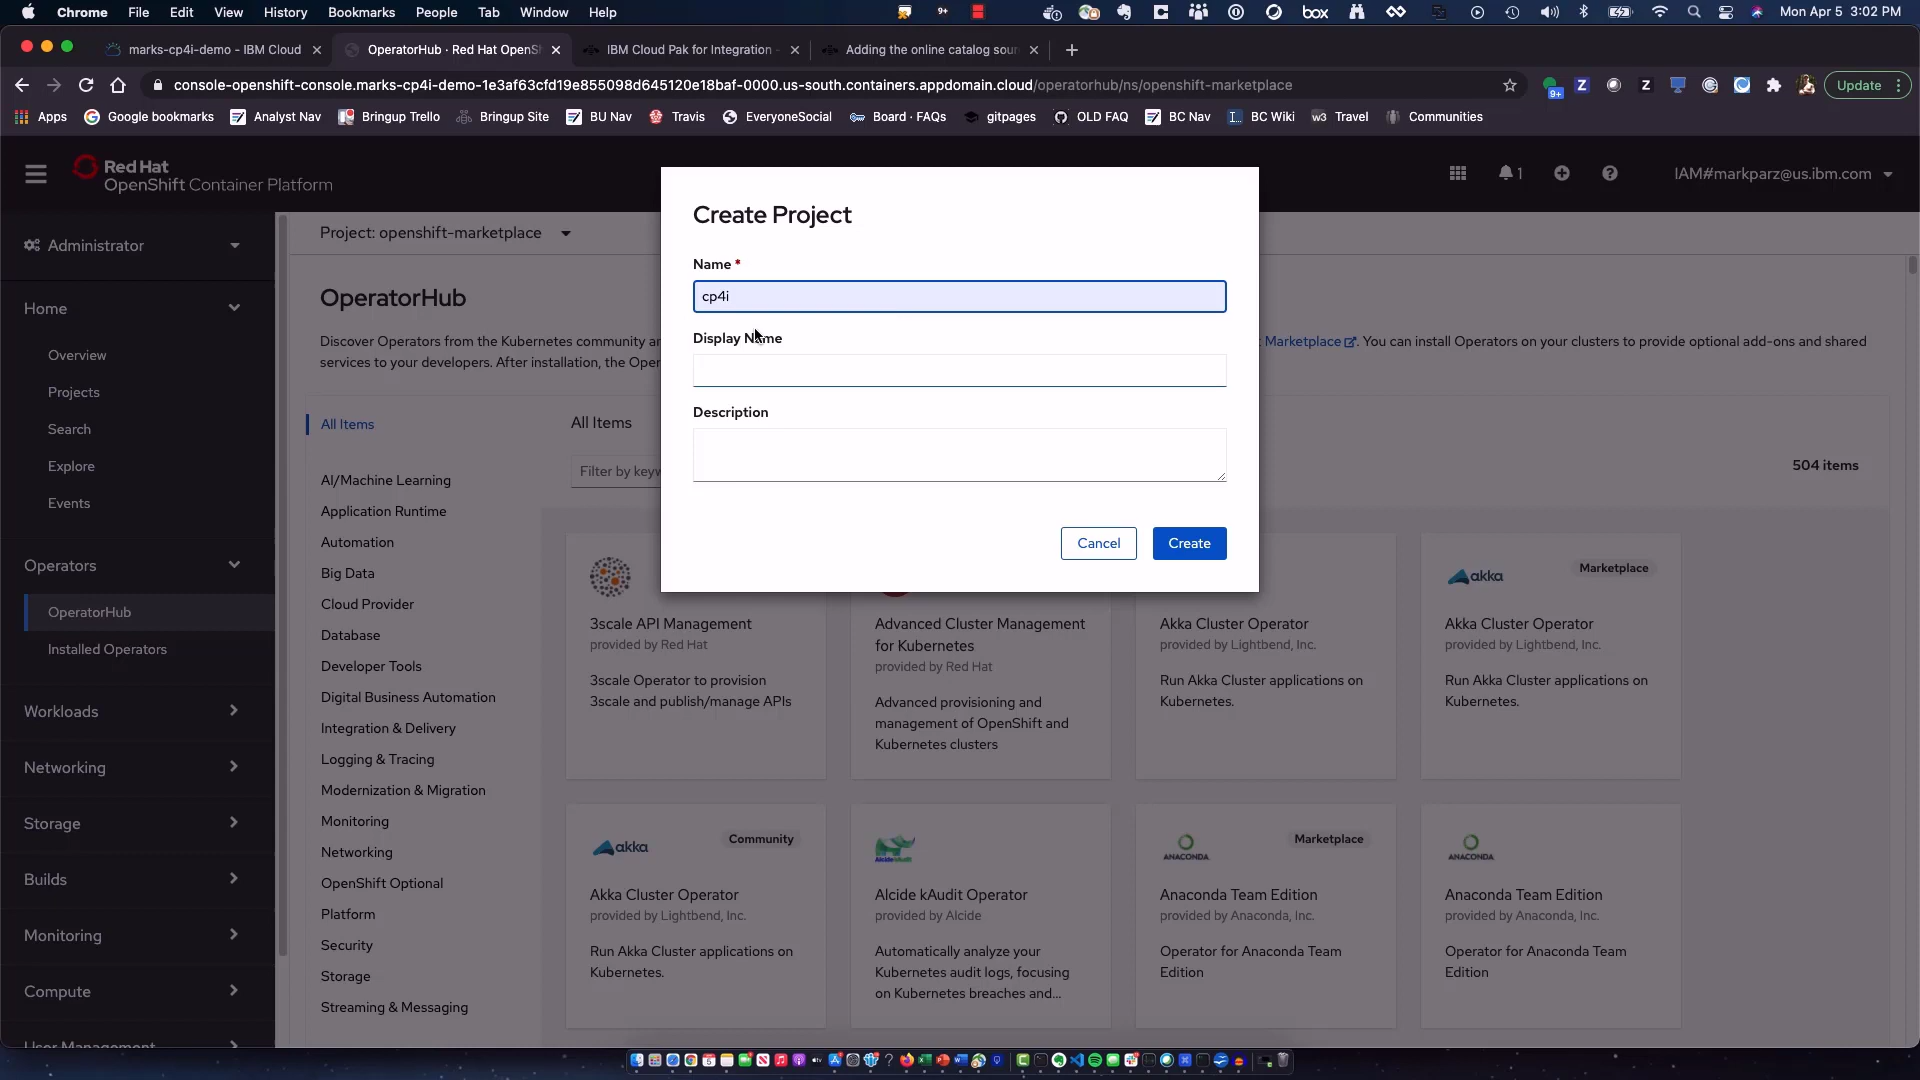 Chrome File Edit View History Bookmarks People Tab Window Help
9+
box
Mon Apr 5 3:02 PM
marks-cp4i-demo - IBM Cloud
OperatorHub · Red Hat OpenSh
IBM Cloud Pak for Integration -
Adding the online catalog sour
console-openshift-console.marks-cp4i-demo-1e3af63cfd19e855098d645120e18baf-0000.us-south.containers.appdomain.cloud/operatorhub/ns/openshift-marketplace
9+
Update
Apps Google bookmarks Analyst Nav Bringup Trello Bringup Site BU Nav Travis EveryoneSocial Board · FAQs gitpages OLD FAQ BC Nav BC Wiki w3 Travel Communities
Red Hat
OpenShift Container Platform
1
IAM#markparz@us.ibm.com
Administrator
Home
Overview
Projects
Search
Explore
Events
Operators
OperatorHub
Installed Operators
Workloads
Networking
Storage
Builds
Monitoring
Compute
User Management
Project: openshift-marketplace
OperatorHub
Discover Operators from the Kubernetes community an
Marketplace . You can install Operators on your clusters to provide optional add-ons and shared
services to your developers. After installation, the Oper
All Items
AI/Machine Learning
Application Runtime
Automation
Big Data
Cloud Provider
Database
Developer Tools
Digital Business Automation
Integration & Delivery
Logging & Tracing
Modernization & Migration
Monitoring
Networking
OpenShift Optional
Platform
Security
Storage
Streaming & Messaging
All Items
Filter by keyw
504 items
Create Project
Name *
cp4i
Display Name
Description
Cancel
Create
3scale API Management
provided by Red Hat
3scale Operator to provision
3scale and publish/manage APIs
Advanced Cluster Management
for Kubernetes
provided by Red Hat
Advanced provisioning and
management of OpenShift and
Kubernetes clusters
Akka Cluster Operator
provided by Lightbend, Inc.
Run Akka Cluster applications on
Kubernetes.
akka
Marketplace
Akka Cluster Operator
provided by Lightbend, Inc.
Run Akka Cluster applications on
Kubernetes.
akka
Community
Akka Cluster Operator
provided by Lightbend, Inc.
Run Akka Cluster applications on
Kubernetes.
Alcide kAudit
Alcide kAudit Operator
provided by Alcide
Automatically analyze your
Kubernetes audit logs, focusing
on Kubernetes breaches and...
ANACONDA
Marketplace
Anaconda Team Edition
provided by Anaconda, Inc.
Operator for Anaconda Team
Edition
ANACONDA
Anaconda Team Edition
provided by Anaconda, Inc.
Operator for Anaconda Team
Edition